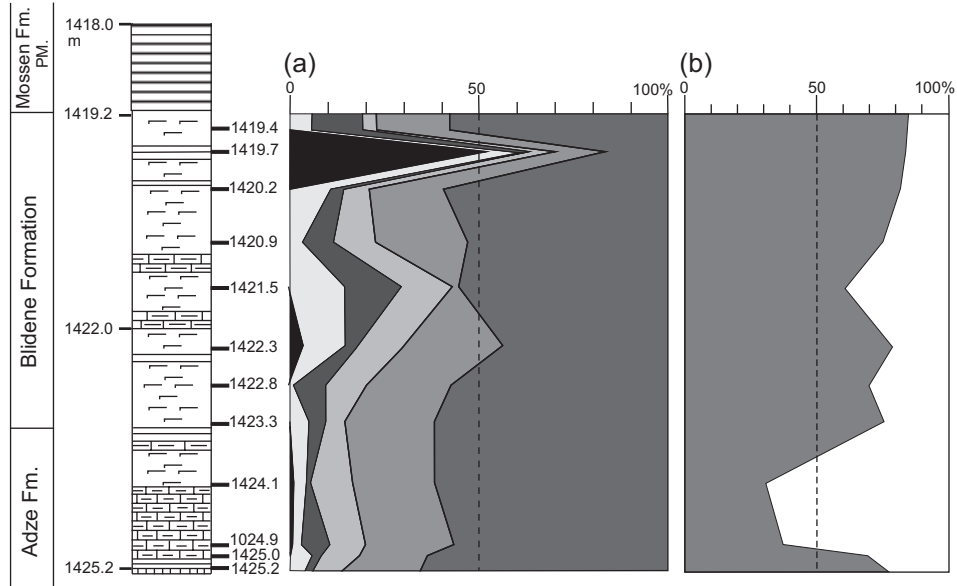 Mossen Fm.
PM.
Blidene Formation
Adze Fm.
1418.0
m
1419.2
1422.0
1425.2
1419.4
1419.7
1420.2
1420.9
1421.5
1422.3
1422.8
1423.3
1424.1
1024.9
1425.0
1425.2
(a)
0 50 100%
(b)
0 50 100%